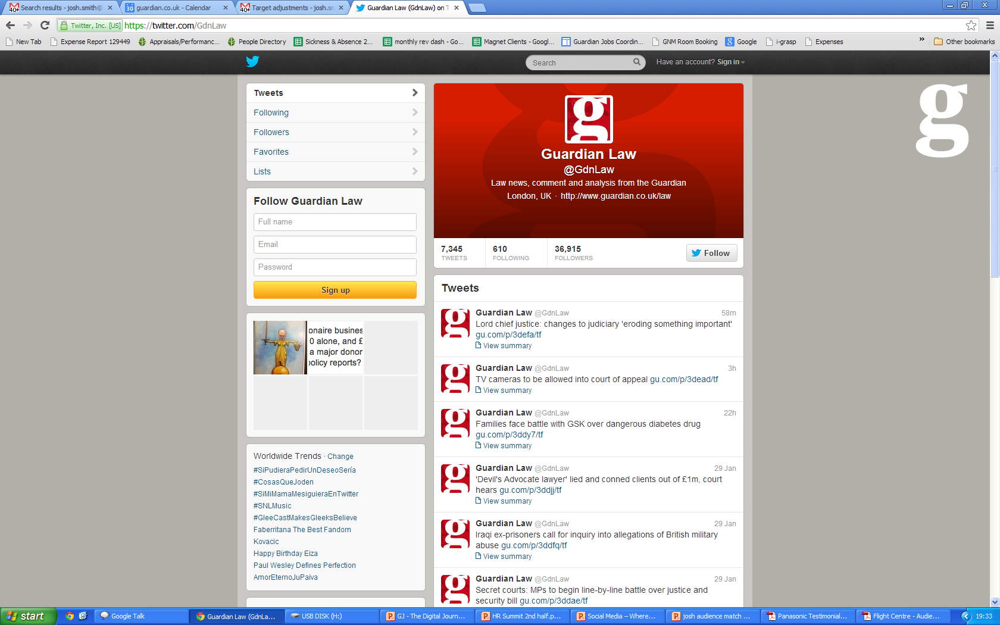 Search results - josh.smith@
guardian.co.uk - Calendar
Target adjustments - josh.sm
Guardian Law (GdnLaw) on T
Twitter, Inc. [US] https://twitter.com/GdnLaw
New Tab
Expense Report 129449
Appraisals/Performanc...
People Directory
Sickness & Absence 2...
monthly rev dash - Go...
Magnet Clients - Googl...
Guardian Jobs Coordin...
GNM Room Booking
Google
i-grasp
Expenses
»
Other bookmarks
Search
Have an account? Sign in
Tweets
Following
Followers
Favorites
Lists
Follow Guardian Law
Full name
Email
Password
Sign up
onaire busines
0 alone, and £
a major donor
policy reports?
Worldwide Trends · Change
#SiPudieraPedirUnDeseoSería
#CosasQueJoden
#SiMiMamaMesiguieraEnTwitter
#SNLMusic
#GleeCastMakesGleeksBelieve
Faberritana The Best Fandom
Kovacic
Happy Birthday Eiza
Paul Wesley Defines Perfection
AmorEternoJuPaiva
g
Guardian Law
@GdnLaw
Law news, comment and analysis from the Guardian
London, UK · http://www.guardian.co.uk/law
7,345
TWEETS
610
FOLLOWING
36,915
FOLLOWERS
Follow
Tweets
Guardian Law @GdnLaw 58m
Lord chief justice: changes to judiciary 'eroding something important'
gu.com/p/3defa/tf
View summary
Guardian Law @GdnLaw 3h
TV cameras to be allowed into court of appeal gu.com/p/3dead/tf
View summary
Guardian Law @GdnLaw 22h
Families face battle with GSK over dangerous diabetes drug
gu.com/p/3ddy7/tf
View summary
Guardian Law @GdnLaw 29 Jan
'Devil's Advocate lawyer' lied and conned clients out of £1m, court
hears gu.com/p/3ddjj/tf
View summary
Guardian Law @GdnLaw 29 Jan
Iraqi ex-prisoners call for inquiry into allegations of British military
abuse gu.com/p/3ddfq/tf
View summary
Guardian Law @GdnLaw 29 Jan
Secret courts: MPs to begin line-by-line battle over justice and
security bill gu.com/p/3ddae/tf
g
start
Google Talk
Guardian Law (GdnLa...
USB DISK (H:)
GJ - The Digital Journ...
HR Summit 2nd half.p...
Social Media – Where...
josh audience match ...
Panasonic Testimonial...
Flight Centre - Audie...
19:33